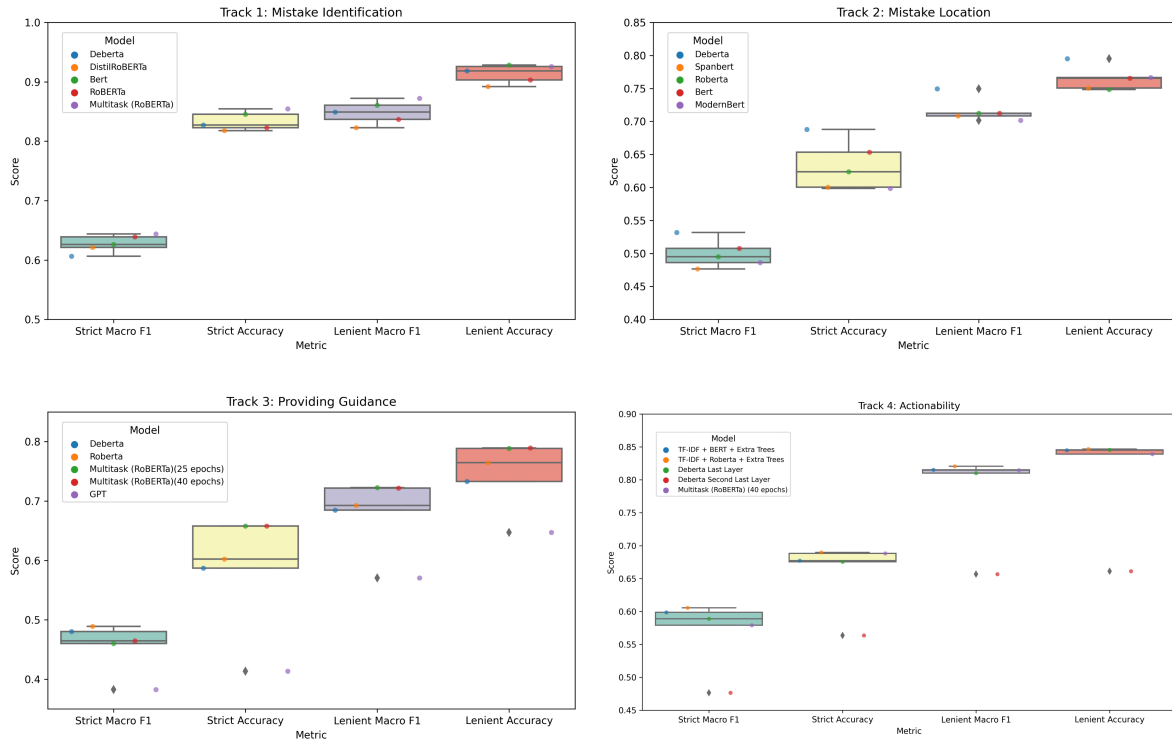 Track 1: Mistake Identification
1.0
0.9
0.8
0.7
0.6
0.5
Score
Model
Deberta
DistilRoBERTa
Bert
RoBERTa
Multitask (RoBERTa)
Strict Macro F1
Strict Accuracy
Lenient Macro F1
Lenient Accuracy
Metric
Track 2: Mistake Location
0.85
0.80
0.75
0.70
0.65
0.60
0.55
0.50
0.45
0.40
Score
Model
Deberta
Spanbert
Roberta
Bert
ModernBert
Strict Macro F1
Strict Accuracy
Lenient Macro F1
Lenient Accuracy
Metric
Track 3: Providing Guidance
0.8
0.7
0.6
0.5
0.4
Score
Model
Deberta
Roberta
Multitask (RoBERTa)(25 epochs)
Multitask (RoBERTa)(40 epochs)
GPT
Strict Macro F1
Strict Accuracy
Lenient Macro F1
Lenient Accuracy
Metric
Track 4: Actionability
0.90
0.85
0.80
0.75
0.70
0.65
0.60
0.55
0.50
0.45
Score
Model
TF-IDF + BERT + Extra Trees
TF-IDF + Roberta + Extra Trees
Deberta Last Layer
Deberta Second Last Layer
Multitask (RoBERTa) (40 epochs)
Strict Macro F1
Strict Accuracy
Lenient Macro F1
Lenient Accuracy
Metric